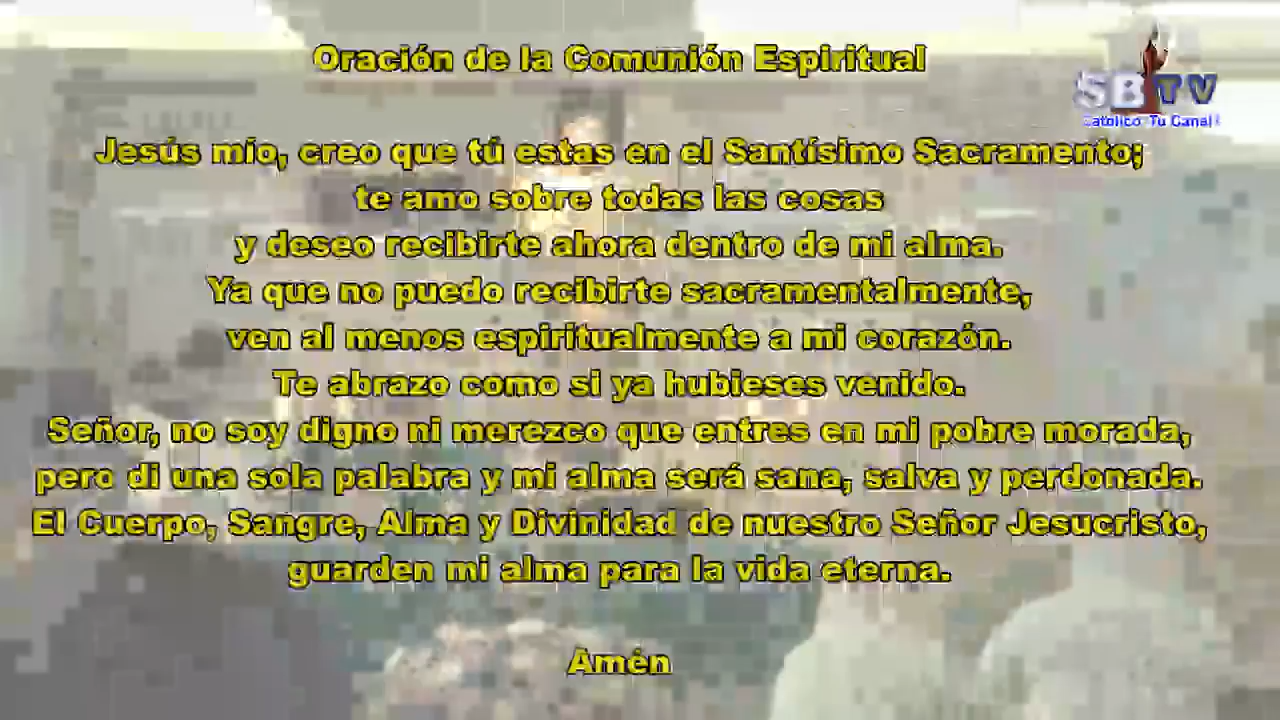 Oración de la Comunión Espiritual
SBTV
Católico Tu Canal
Jesús mio, creo que tú estas en el Santísimo Sacramento;
te amo sobre todas las cosas
y deseo recibirte ahora dentro de mi alma.
Ya que no puedo recibirte sacramentalmente,
ven al menos espiritualmente a mi corazón.
Te abrazo como si ya hubieses venido.
Señor, no soy digno ni merezco que entres en mi pobre morada,
pero di una sola palabra y mi alma será sana, salva y perdonada.
El Cuerpo, Sangre, Alma y Divinidad de nuestro Señor Jesucristo,
guarden mi alma para la vida eterna.
Amén